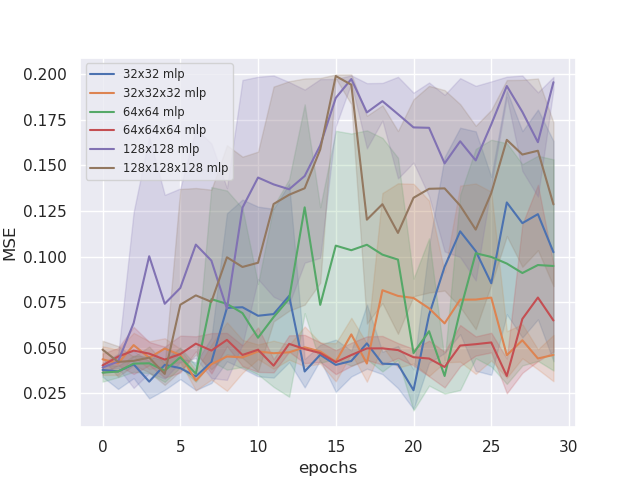 0.200
0.175
0.150
0.125
0.100
0.075
0.050
0.025
MSE
32x32 mlp
32x32x32 mlp
64x64 mlp
64x64x64 mlp
128x128 mlp
128x128x128 mlp
0 5 10 15 20 25 30
epochs